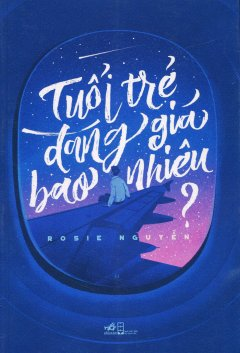 Tuổi trẻ
đáng giá
bao nhiêu
?
ROSIE NGUYỄN